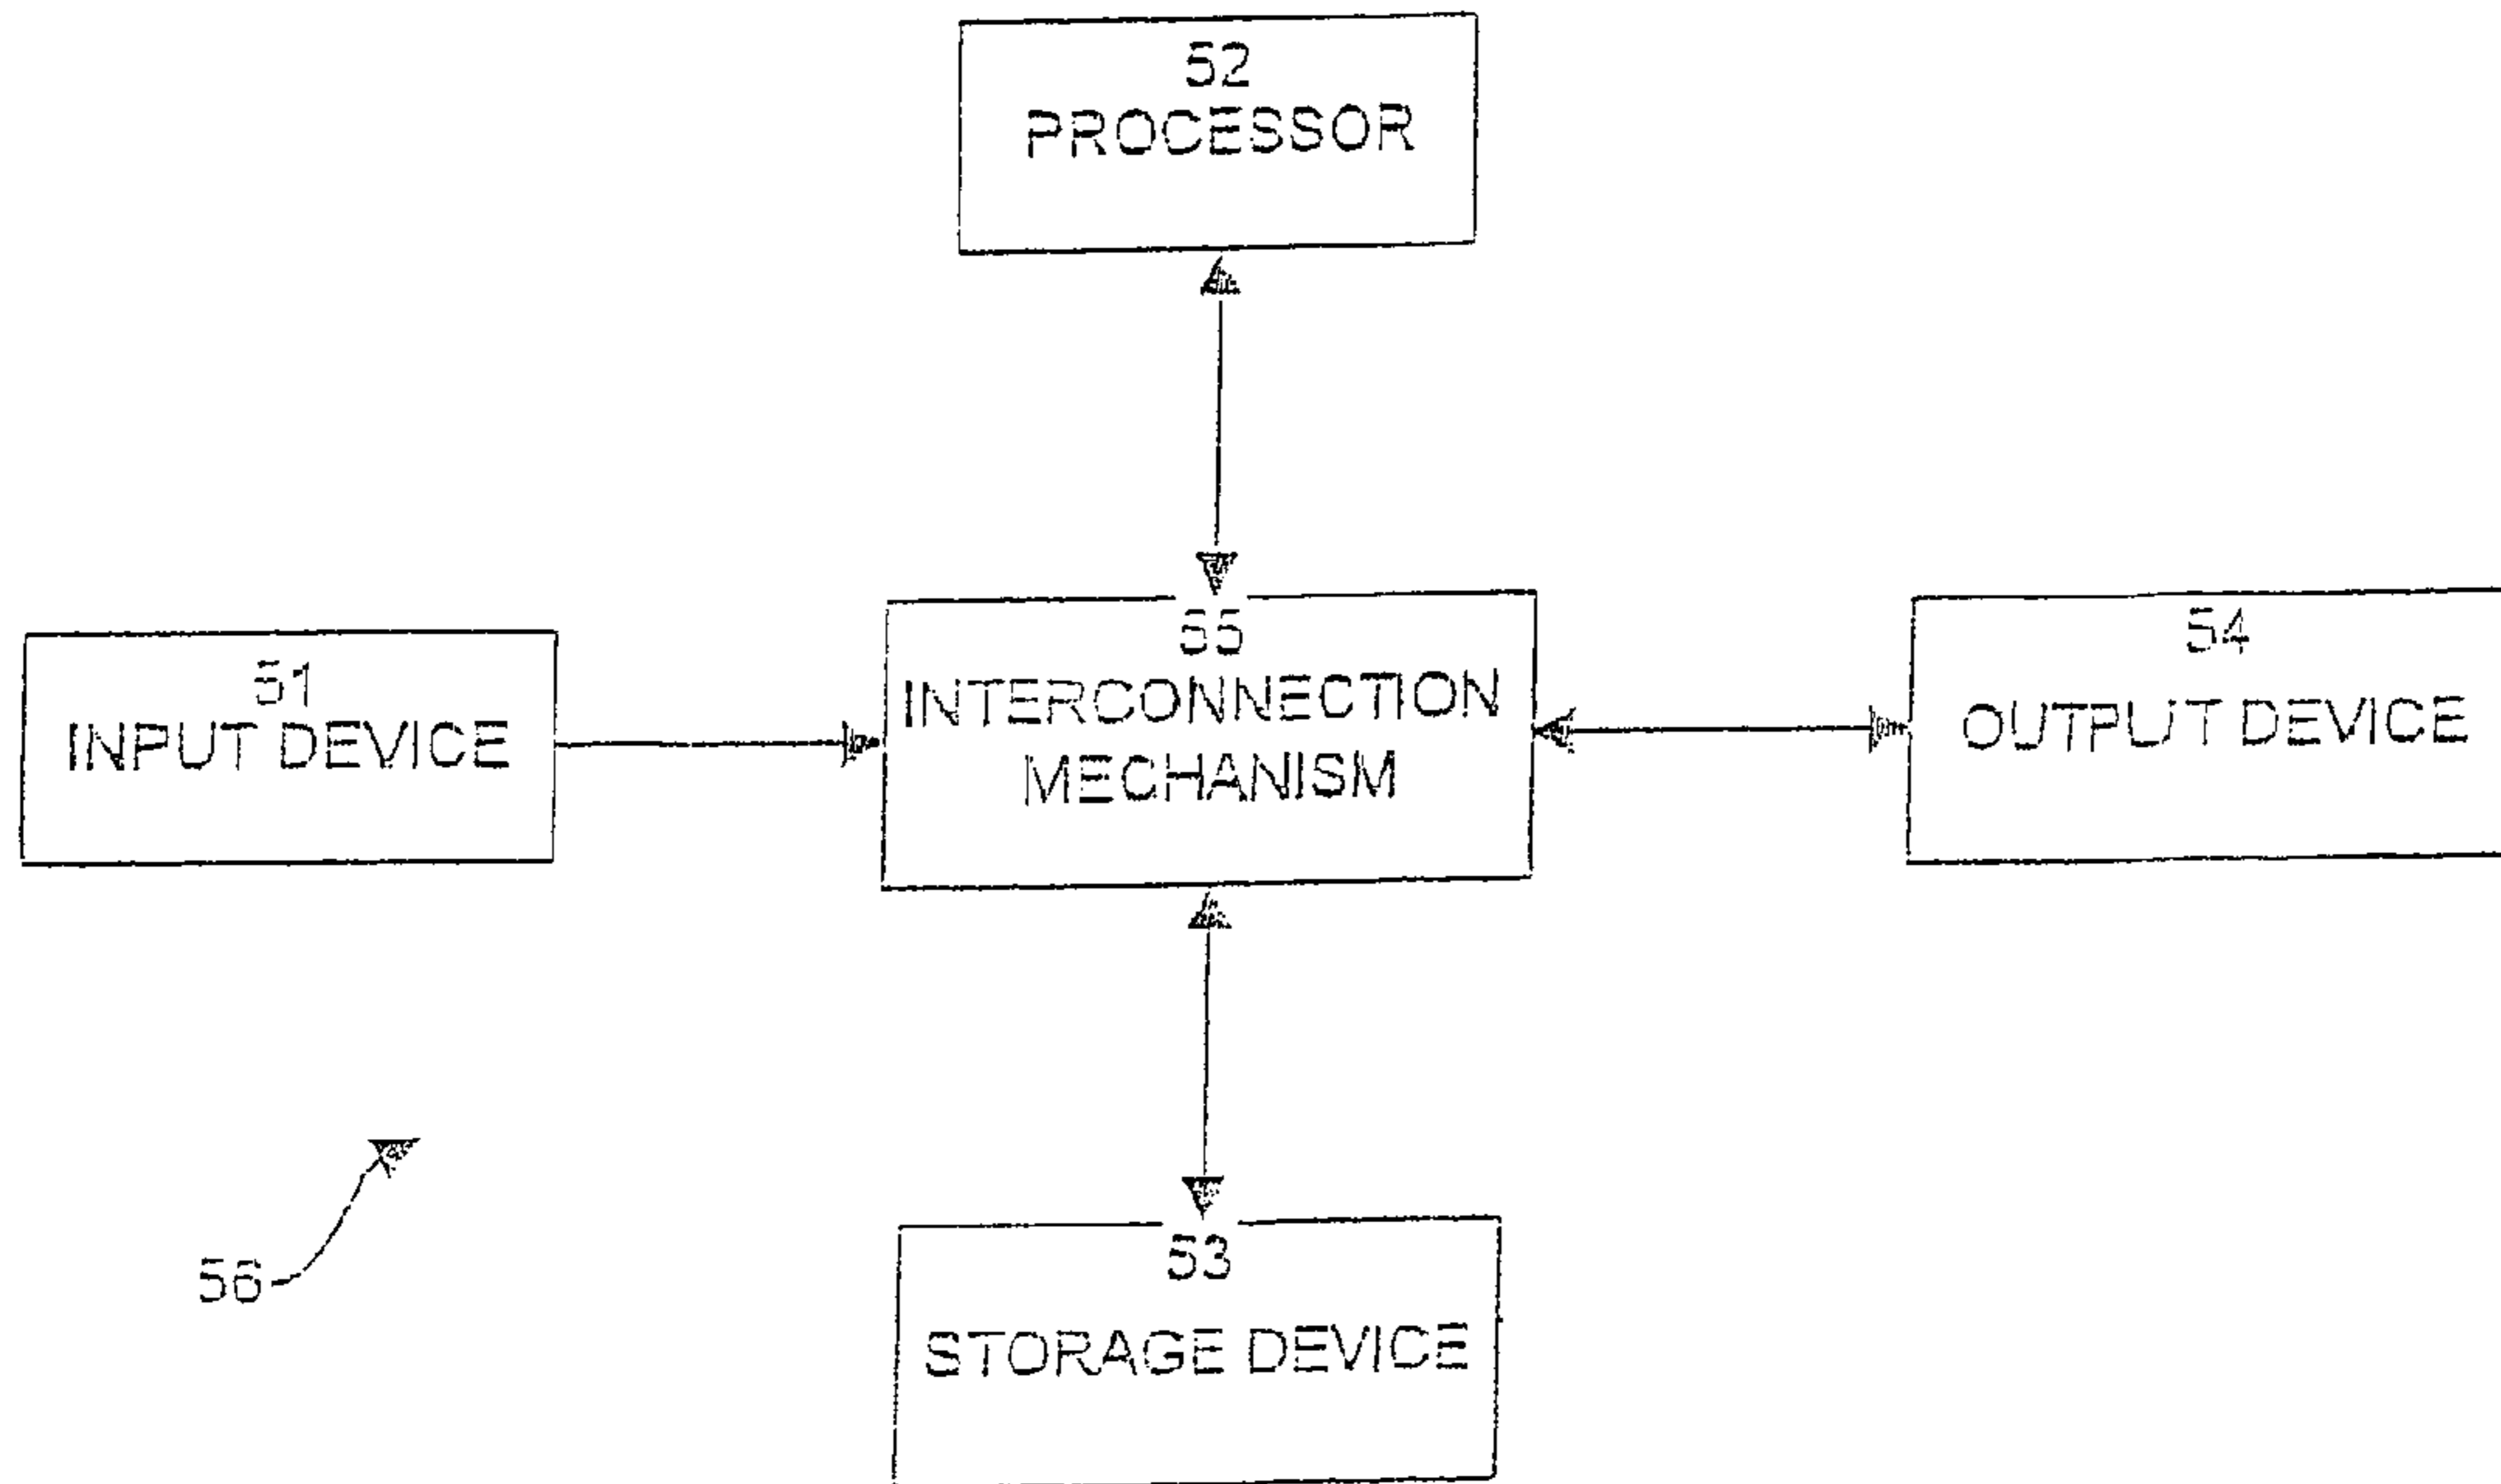 52
PROCESSOR
51
INPUT DEVICE
55
INTERCONNECTION
MECHANISM
54
OUTPUT DEVICE
56
53
STORAGE DEVICE